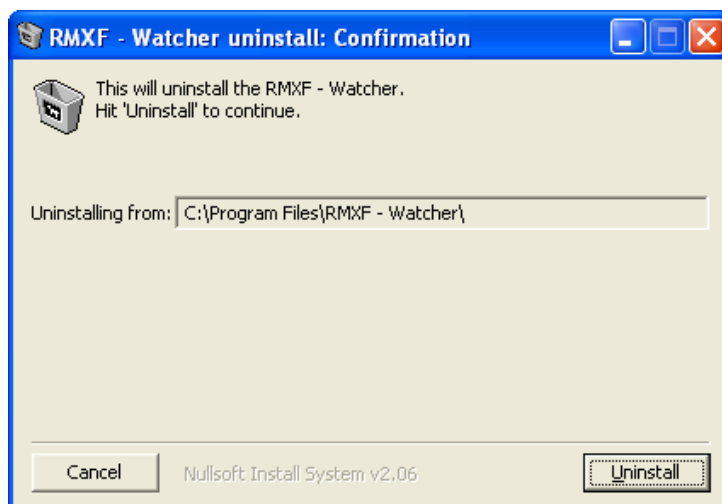 RMXF - Watcher uninstall: Confirmation
This will uninstall the RMXF - Watcher.
Hit 'Uninstall' to continue.
Uninstalling from: C:\Program Files\RMXF - Watcher\
Cancel Nullsoft Install System v2.06 Uninstall